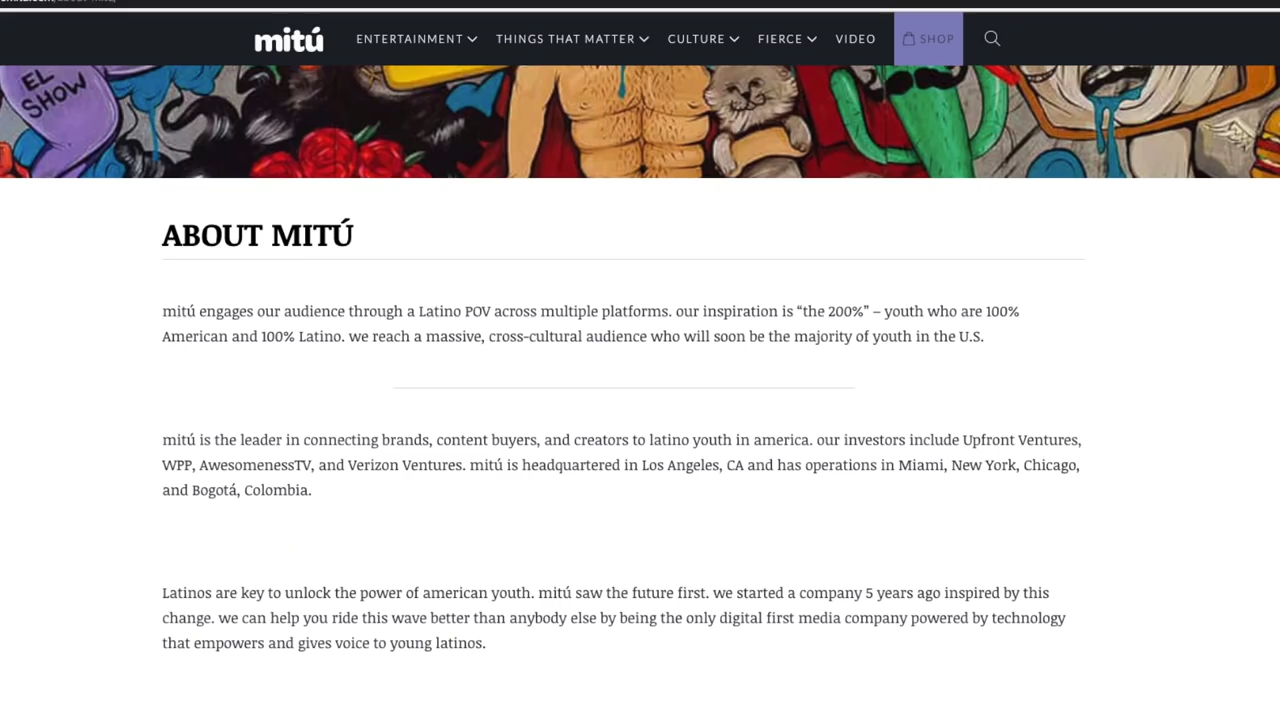 mitú ENTERTAINMENT THINGS THAT MATTER CULTURE FIERCE VIDEO SHOP
EL
SHOW
ABOUT MITÚ
mitú engages our audience through a Latino POV across multiple platforms. our inspiration is “the 200%” – youth who are 100%
American and 100% Latino. we reach a massive, cross-cultural audience who will soon be the majority of youth in the U.S.
mitú is the leader in connecting brands, content buyers, and creators to latino youth in america. our investors include Upfront Ventures,
WPP, AwesomenessTV, and Verizon Ventures. mitú is headquartered in Los Angeles, CA and has operations in Miami, New York, Chicago,
and Bogotá, Colombia.
Latinos are key to unlock the power of american youth. mitú saw the future first. we started a company 5 years ago inspired by this
change. we can help you ride this wave better than anybody else by being the only digital first media company powered by technology
that empowers and gives voice to young latinos.